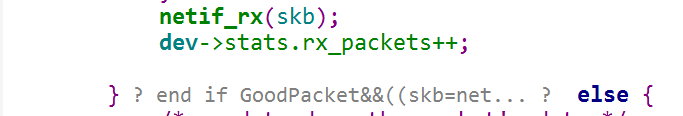 netif_rx(skb);
dev->stats.rx_packets++;
} ? end if GoodPacket&&((skb=net... ? else {